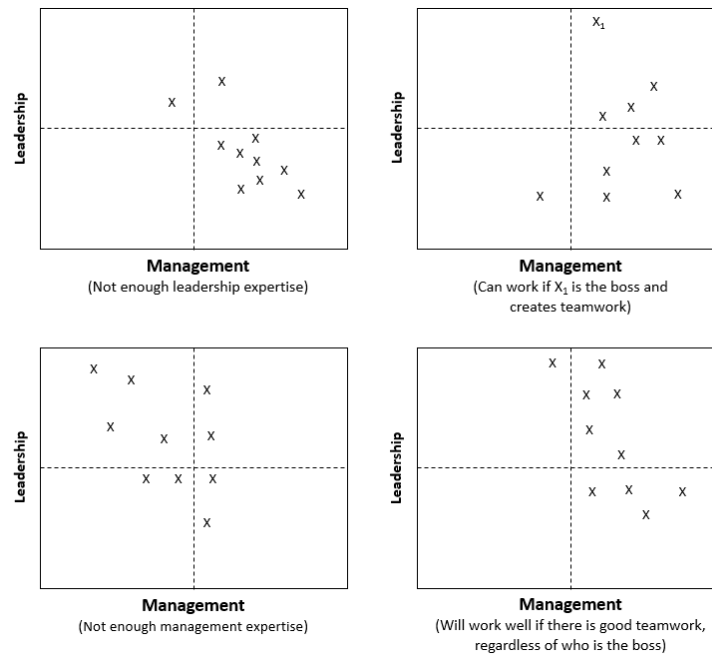 Leadership
X
X
X
X
X
X
X
X
X
X
Management
(Not enough leadership expertise)
Leadership
X₁
X
X
X
X
X
X
X
X
X
Management
(Can work if X₁ is the boss and
creates teamwork)
Leadership
X
X
X
X
X
X
X
X
X
X
Management
(Not enough management expertise)
Leadership
X
X
X
X
X
X
X
X
X
X
Management
(Will work well if there is good teamwork,
regardless of who is the boss)